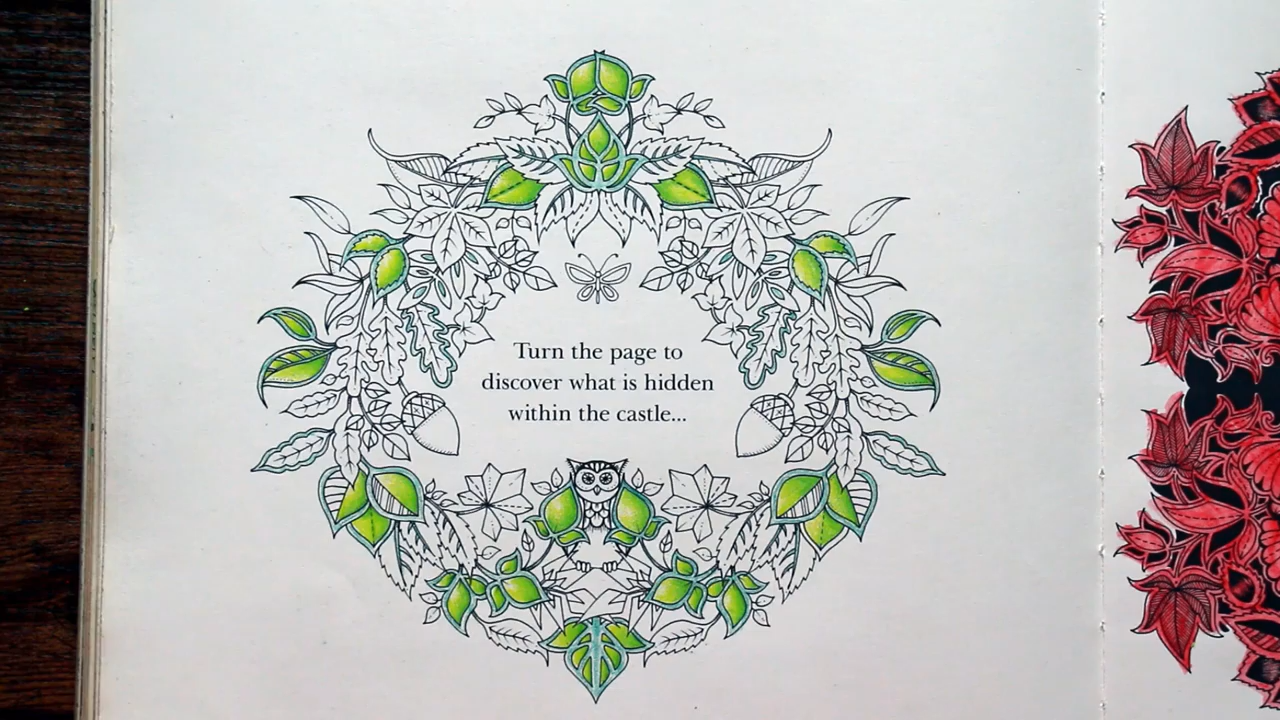 Turn the page to
discover what is hidden
within the castle...